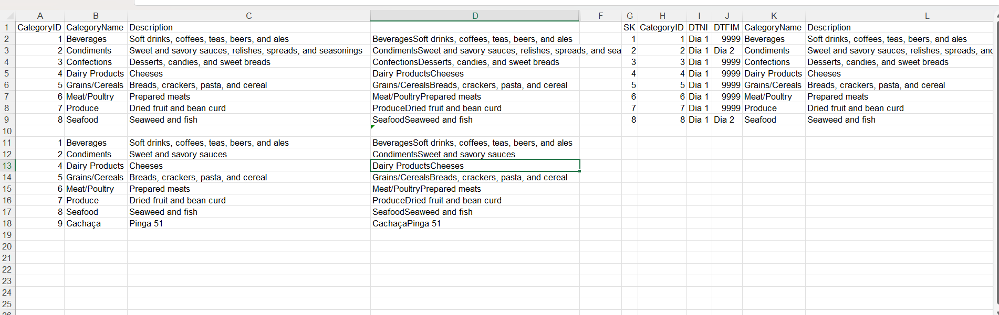 A B C D F G H I J K L
1 CategoryID CategoryName Description SK CategoryID DTNI DTFIM CategoryName Description
2 1 Beverages Soft drinks, coffees, teas, beers, and ales BeveragesSoft drinks, coffees, teas, beers, and ales 1 1 Dia 1 9999 Beverages Soft drinks, coffees, teas, beers, and ales
3 2 Condiments Sweet and savory sauces, relishes, spreads, and seasonings CondimentsSweet and savory sauces, relishes, spreads, and sea 2 2 Dia 1 Dia 2 Condiments Sweet and savory sauces, relishes, spreads, and
4 3 Confections Desserts, candies, and sweet breads ConfectionsDesserts, candies, and sweet breads 3 3 Dia 1 9999 Confections Desserts, candies, and sweet breads
5 4 Dairy Products Cheeses Dairy ProductsCheeses 4 4 Dia 1 9999 Dairy Products Cheeses
6 5 Grains/Cereals Breads, crackers, pasta, and cereal Grains/CerealsBreads, crackers, pasta, and cereal 5 5 Dia 1 9999 Grains/Cereals Breads, crackers, pasta, and cereal
7 6 Meat/Poultry Prepared meats Meat/PoultryPrepared meats 6 6 Dia 1 9999 Meat/Poultry Prepared meats
8 7 Produce Dried fruit and bean curd ProduceDried fruit and bean curd 7 7 Dia 1 9999 Produce Dried fruit and bean curd
9 8 Seafood Seaweed and fish SeafoodSeaweed and fish 8 8 Dia 1 Dia 2 Seafood Seaweed and fish
10
11 1 Beverages Soft drinks, coffees, teas, beers, and ales BeveragesSoft drinks, coffees, teas, beers, and ales
12 2 Condiments Sweet and savory sauces CondimentsSweet and savory sauces
13 4 Dairy Products Cheeses Dairy ProductsCheeses
14 5 Grains/Cereals Breads, crackers, pasta, and cereal Grains/CerealsBreads, crackers, pasta, and cereal
15 6 Meat/Poultry Prepared meats Meat/PoultryPrepared meats
16 7 Produce Dried fruit and bean curd ProduceDried fruit and bean curd
17 8 Seafood Seaweed and fish SeafoodSeaweed and fish
18 9 Cachaça Pinga 51 CachaçaPinga 51
19
20
21
22
23
24
25
26